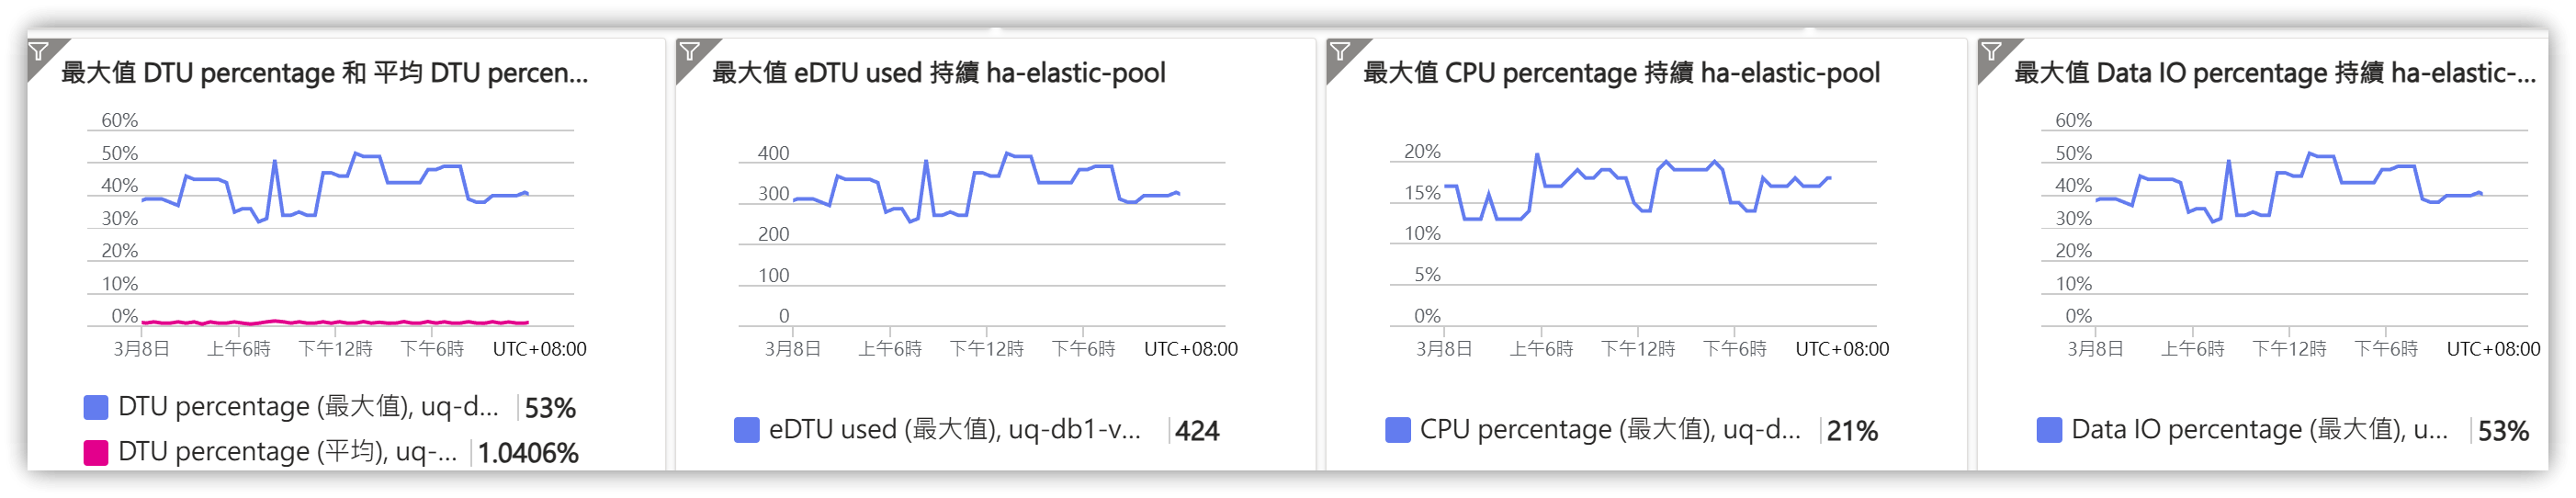 最大值 DTU percentage 和 平均 DTU percen...
60%
50%
40%
30%
20%
10%
0%
3月8日 上午6時 下午12時 下午6時 UTC+08:00
DTU percentage (最大值), uq-d... 53%
DTU percentage (平均), uq-... 1.0406%
最大值 eDTU used 持續 ha-elastic-pool
400
300
200
100
0
3月8日 上午6時 下午12時 下午6時 UTC+08:00
eDTU used (最大值), uq-db1-v... 424
最大值 CPU percentage 持續 ha-elastic-pool
20%
15%
10%
5%
0%
3月8日 上午6時 下午12時 下午6時 UTC+08:00
CPU percentage (最大值), uq-d... 21%
最大值 Data IO percentage 持續 ha-elastic-...
60%
50%
40%
30%
20%
10%
0%
3月8日 上午6時 下午12時 下午6時 UTC+08:00
Data IO percentage (最大值), u... 53%